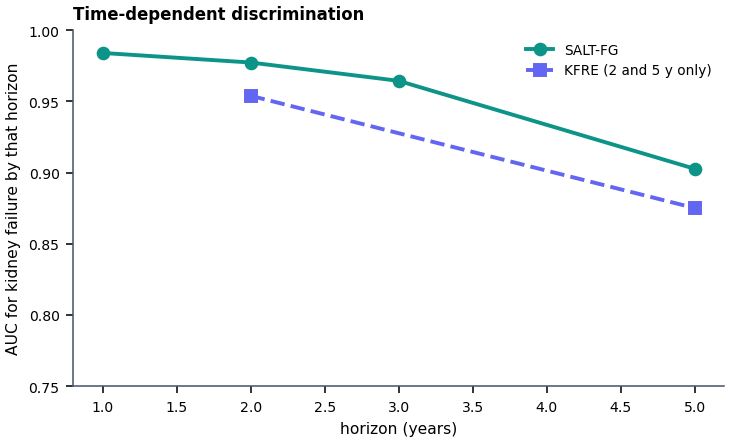 Time-dependent discrimination
AUC for kidney failure by that horizon
1.00
0.95
0.90
0.85
0.80
0.75
SALT-FG
KFRE (2 and 5 y only)
1.0 1.5 2.0 2.5 3.0 3.5 4.0 4.5 5.0
horizon (years)